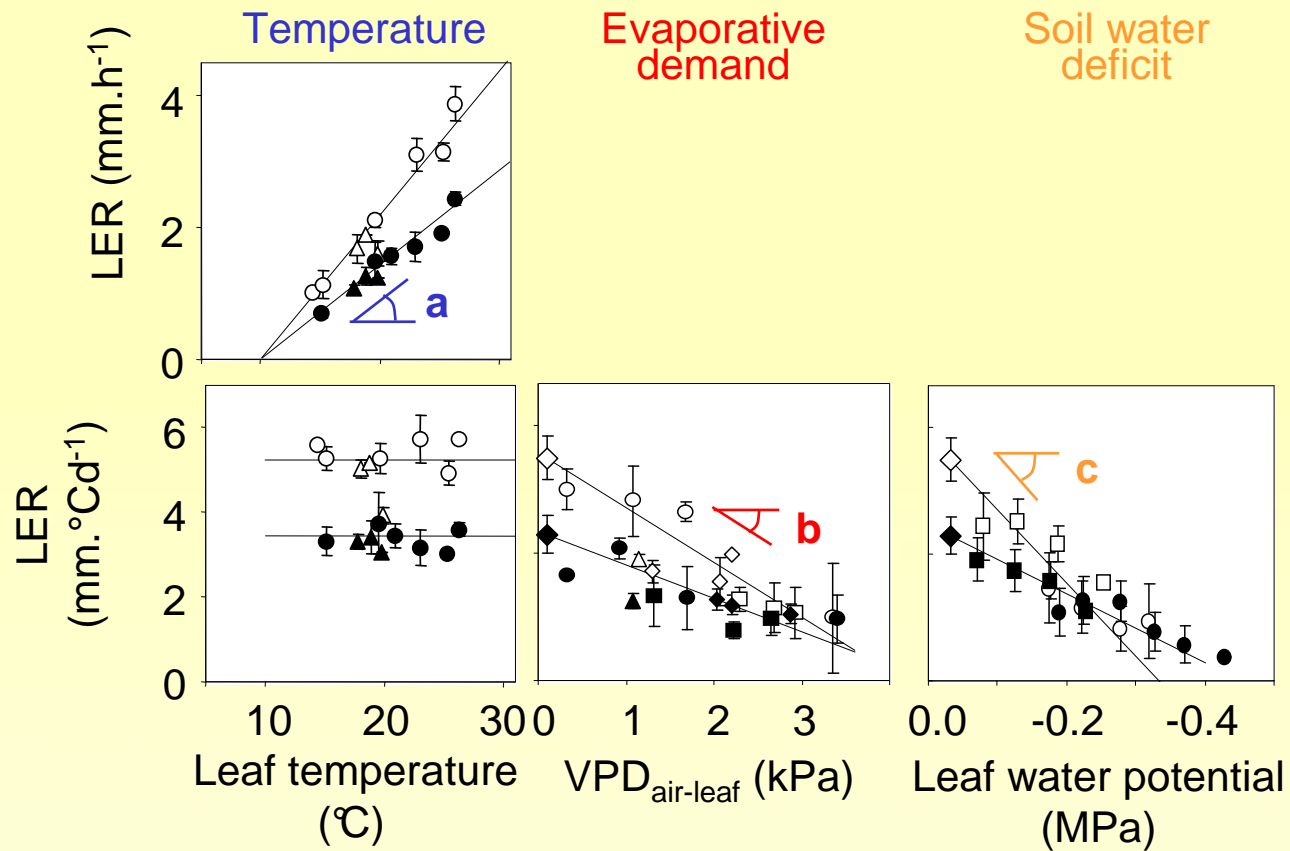 Temperature
Evaporative
demand
Soil water
deficit
LER (mm.h-1)
4
2
0
a
LER
(mm.°Cd-1)
6
4
2
0
b
c
10
20
30
0
1
2
3
0.0
-0.2
-0.4
Leaf temperature
(°C)
VPDair-leaf (kPa)
Leaf water potential
(MPa)